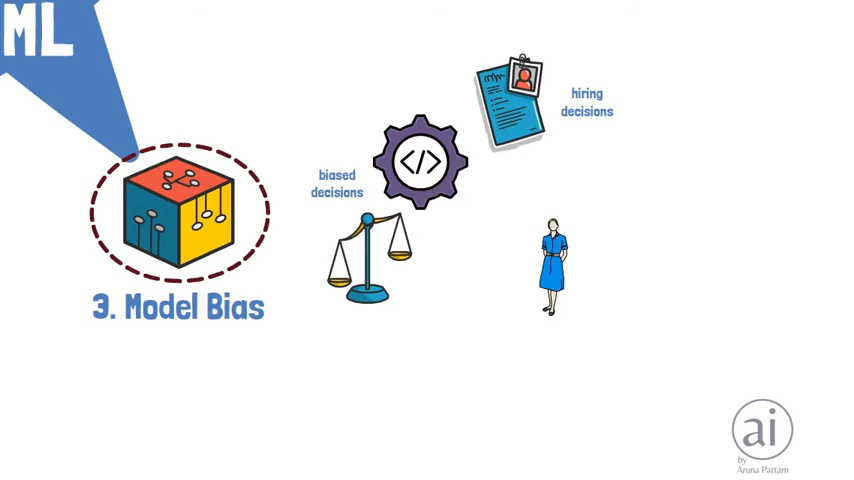 ML
hiring
decisions
</>
biased
decisions
3. Model Bias
ai
by
Aruna Pattam